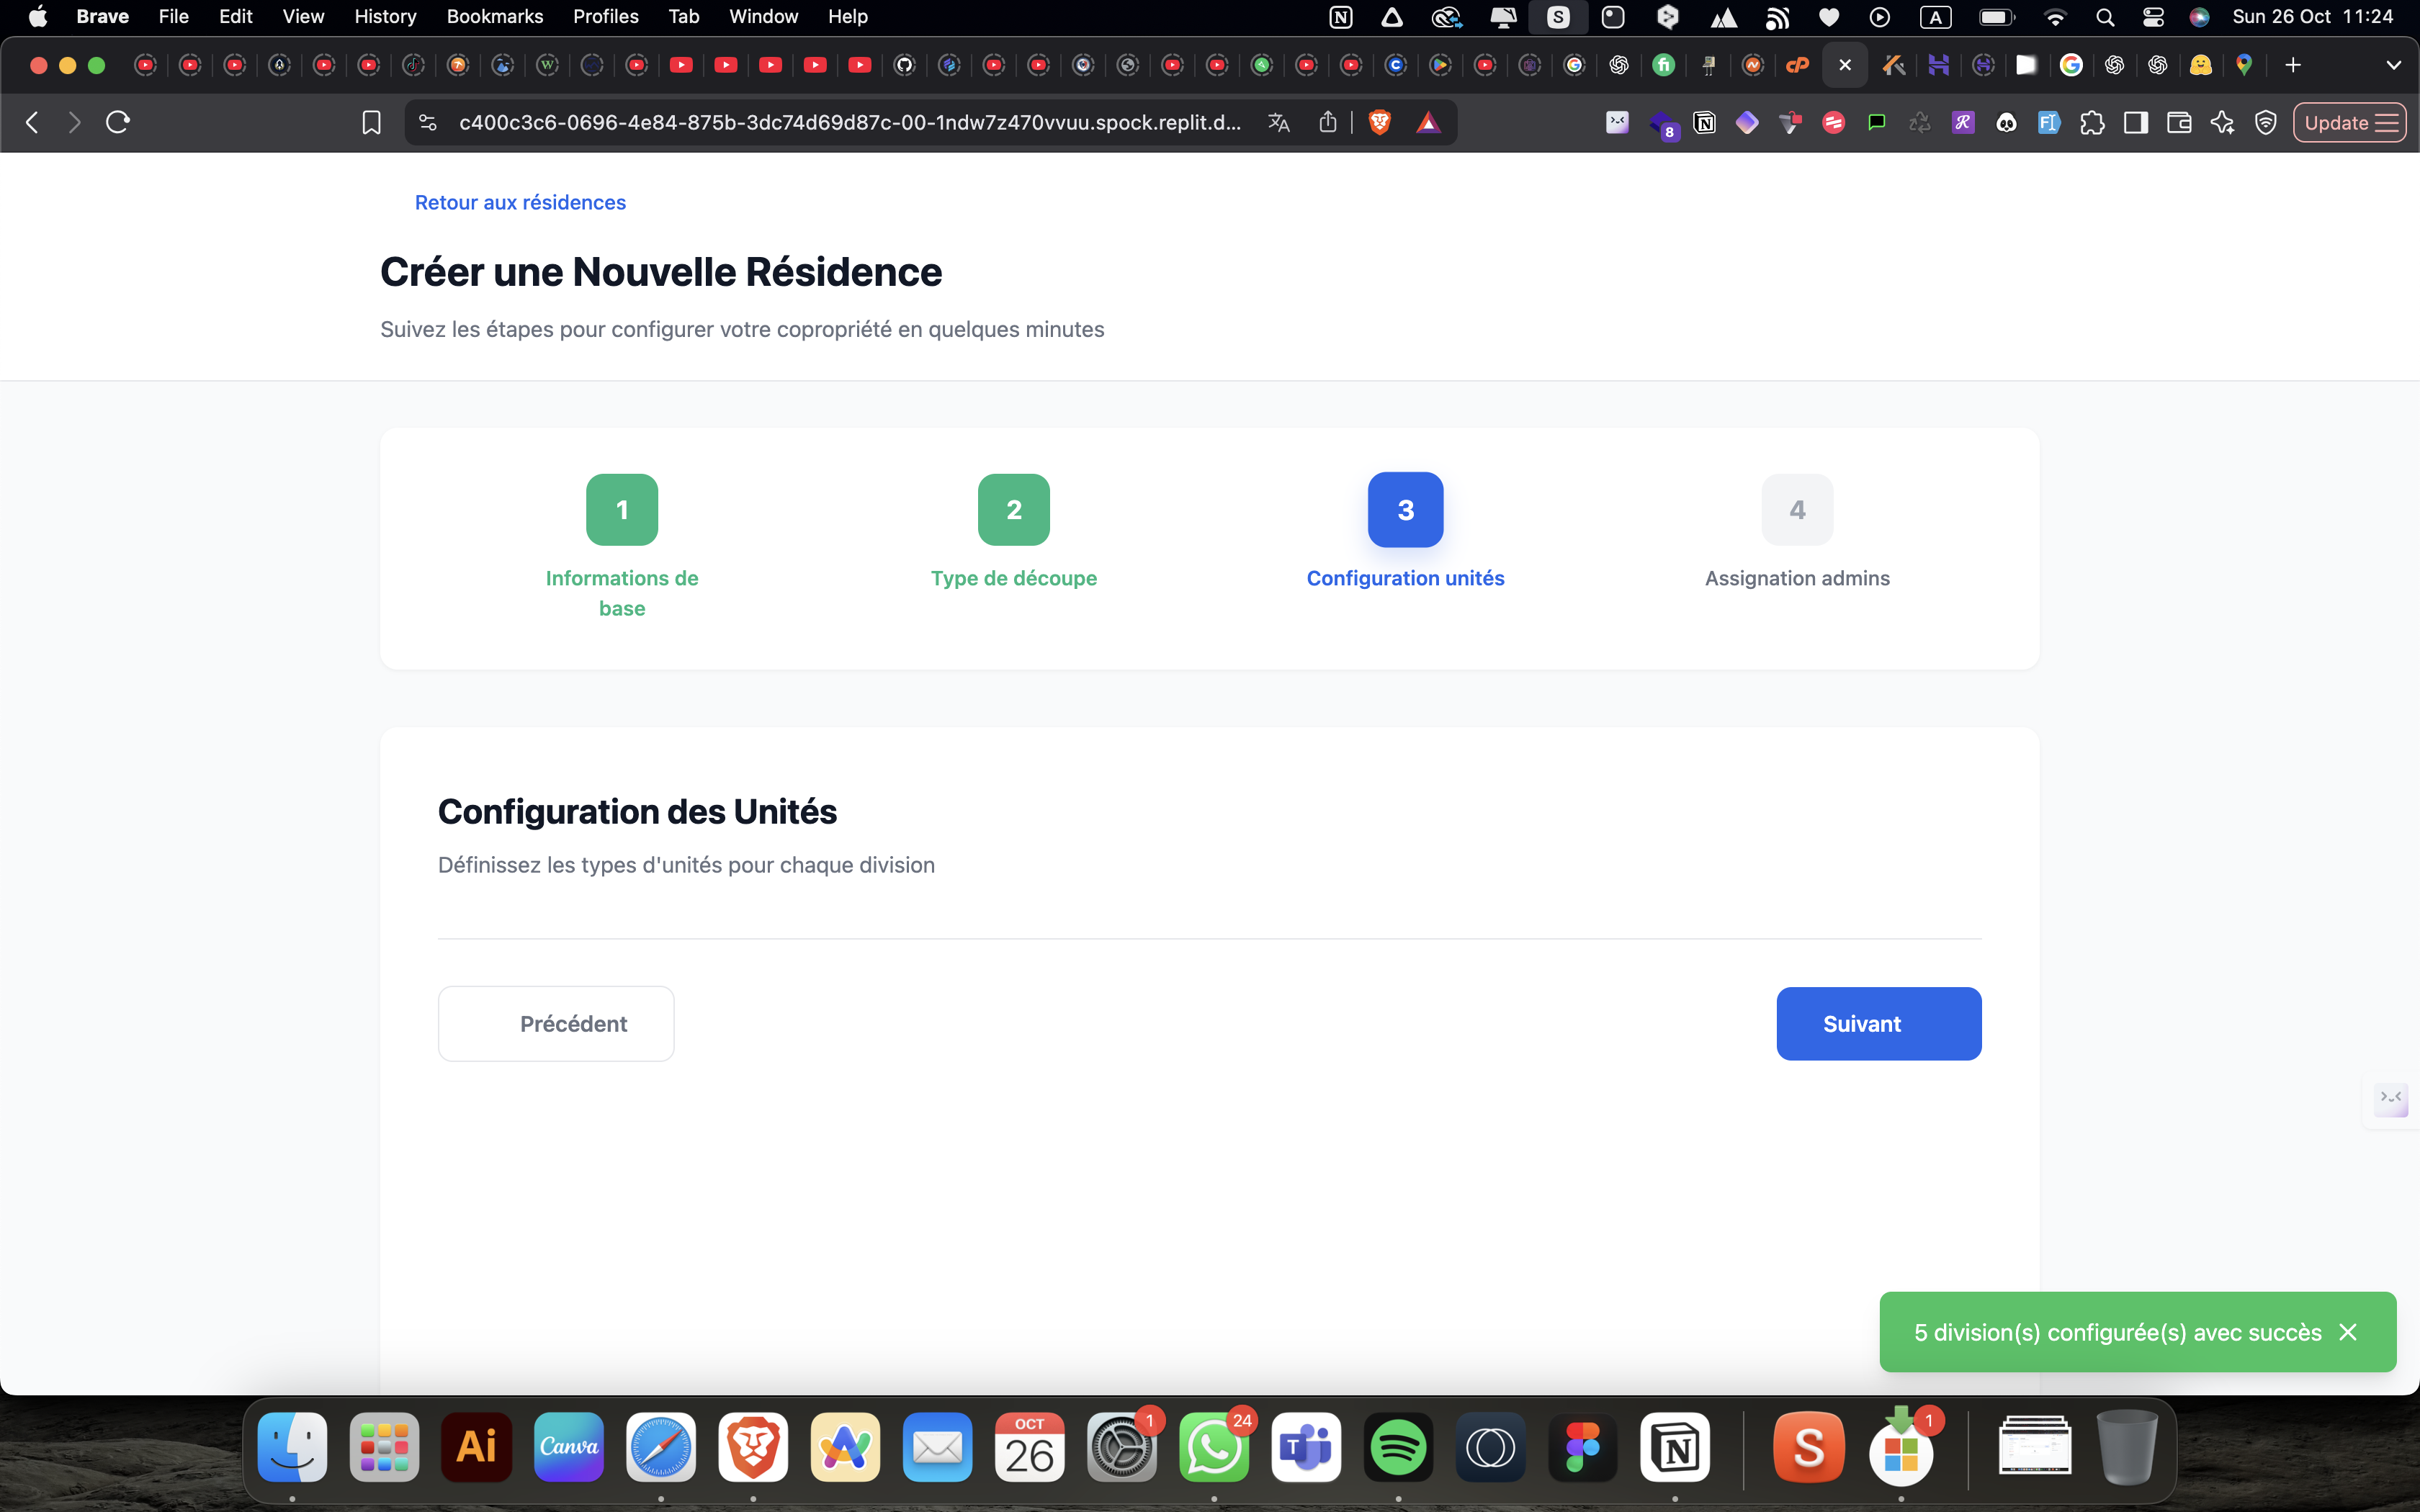 Brave File Edit View History Bookmarks Profiles Tab Window Help N S A Sun 26 Oct 11:24
+
c400c3c6-0696-4e84-875b-3dc74d69d87c-00-1ndw7z470vvuu.spock.replit.d... 8 Update
Retour aux résidences
Créer une Nouvelle Résidence
Suivez les étapes pour configurer votre copropriété en quelques minutes
1 2 3 4
Informations de base
Type de découpe
Configuration unités
Assignation admins
Configuration des Unités
Définissez les types d'unités pour chaque division
Précédent
Suivant
5 division(s) configurée(s) avec succès
OCT 1 24 1
Ai Canva 26 T N S